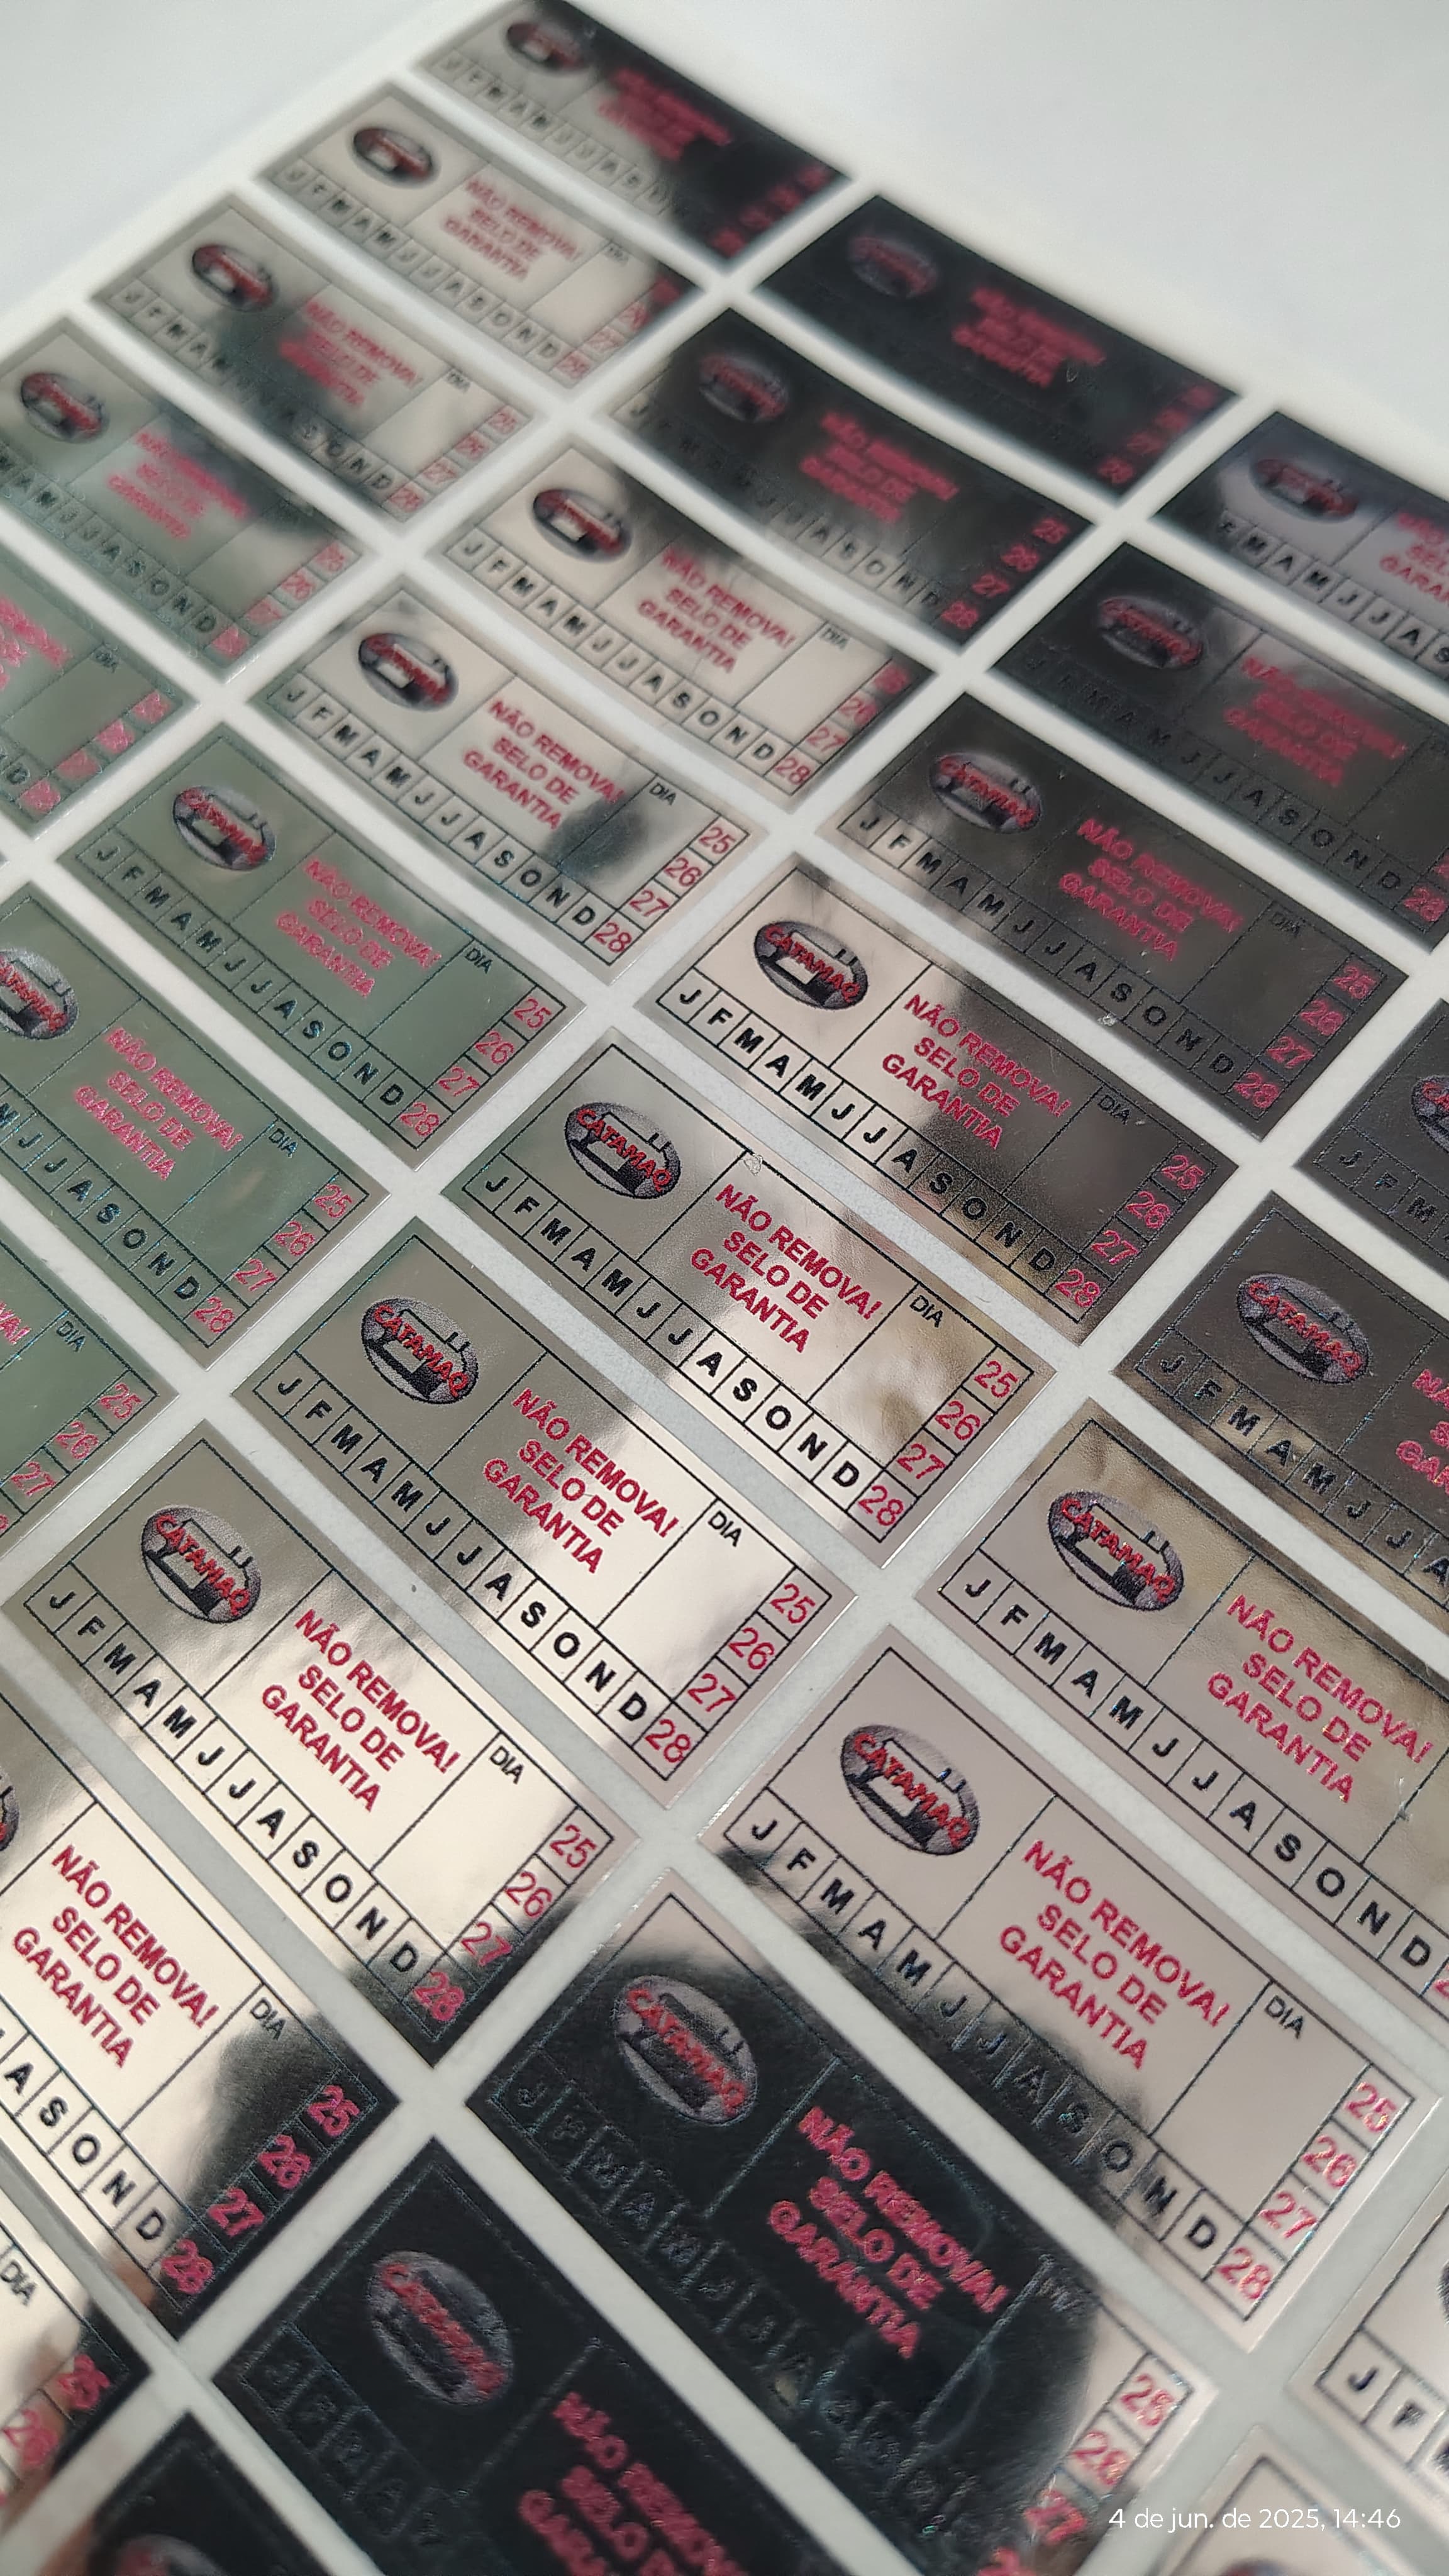 CATAMAQ
NÃO REMOVA!
SELO DE
GARANTIA
DIA
25
26
27
28
J F M A M J J A S O N D
4 de jun. de 2025, 14:46